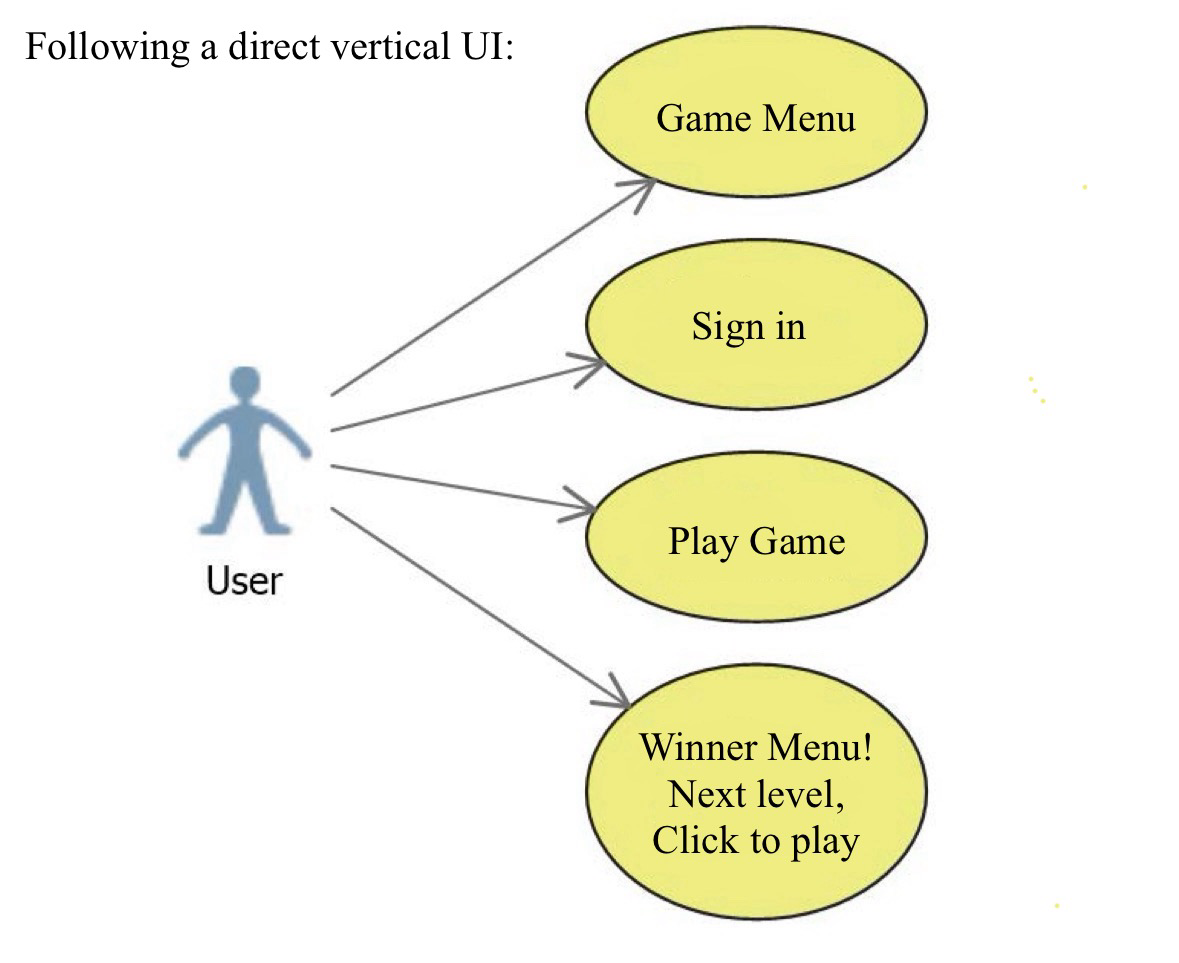 Following a direct vertical UI:
Game Menu
Sign in
Play Game
User
Winner Menu!
Next level,
Click to play